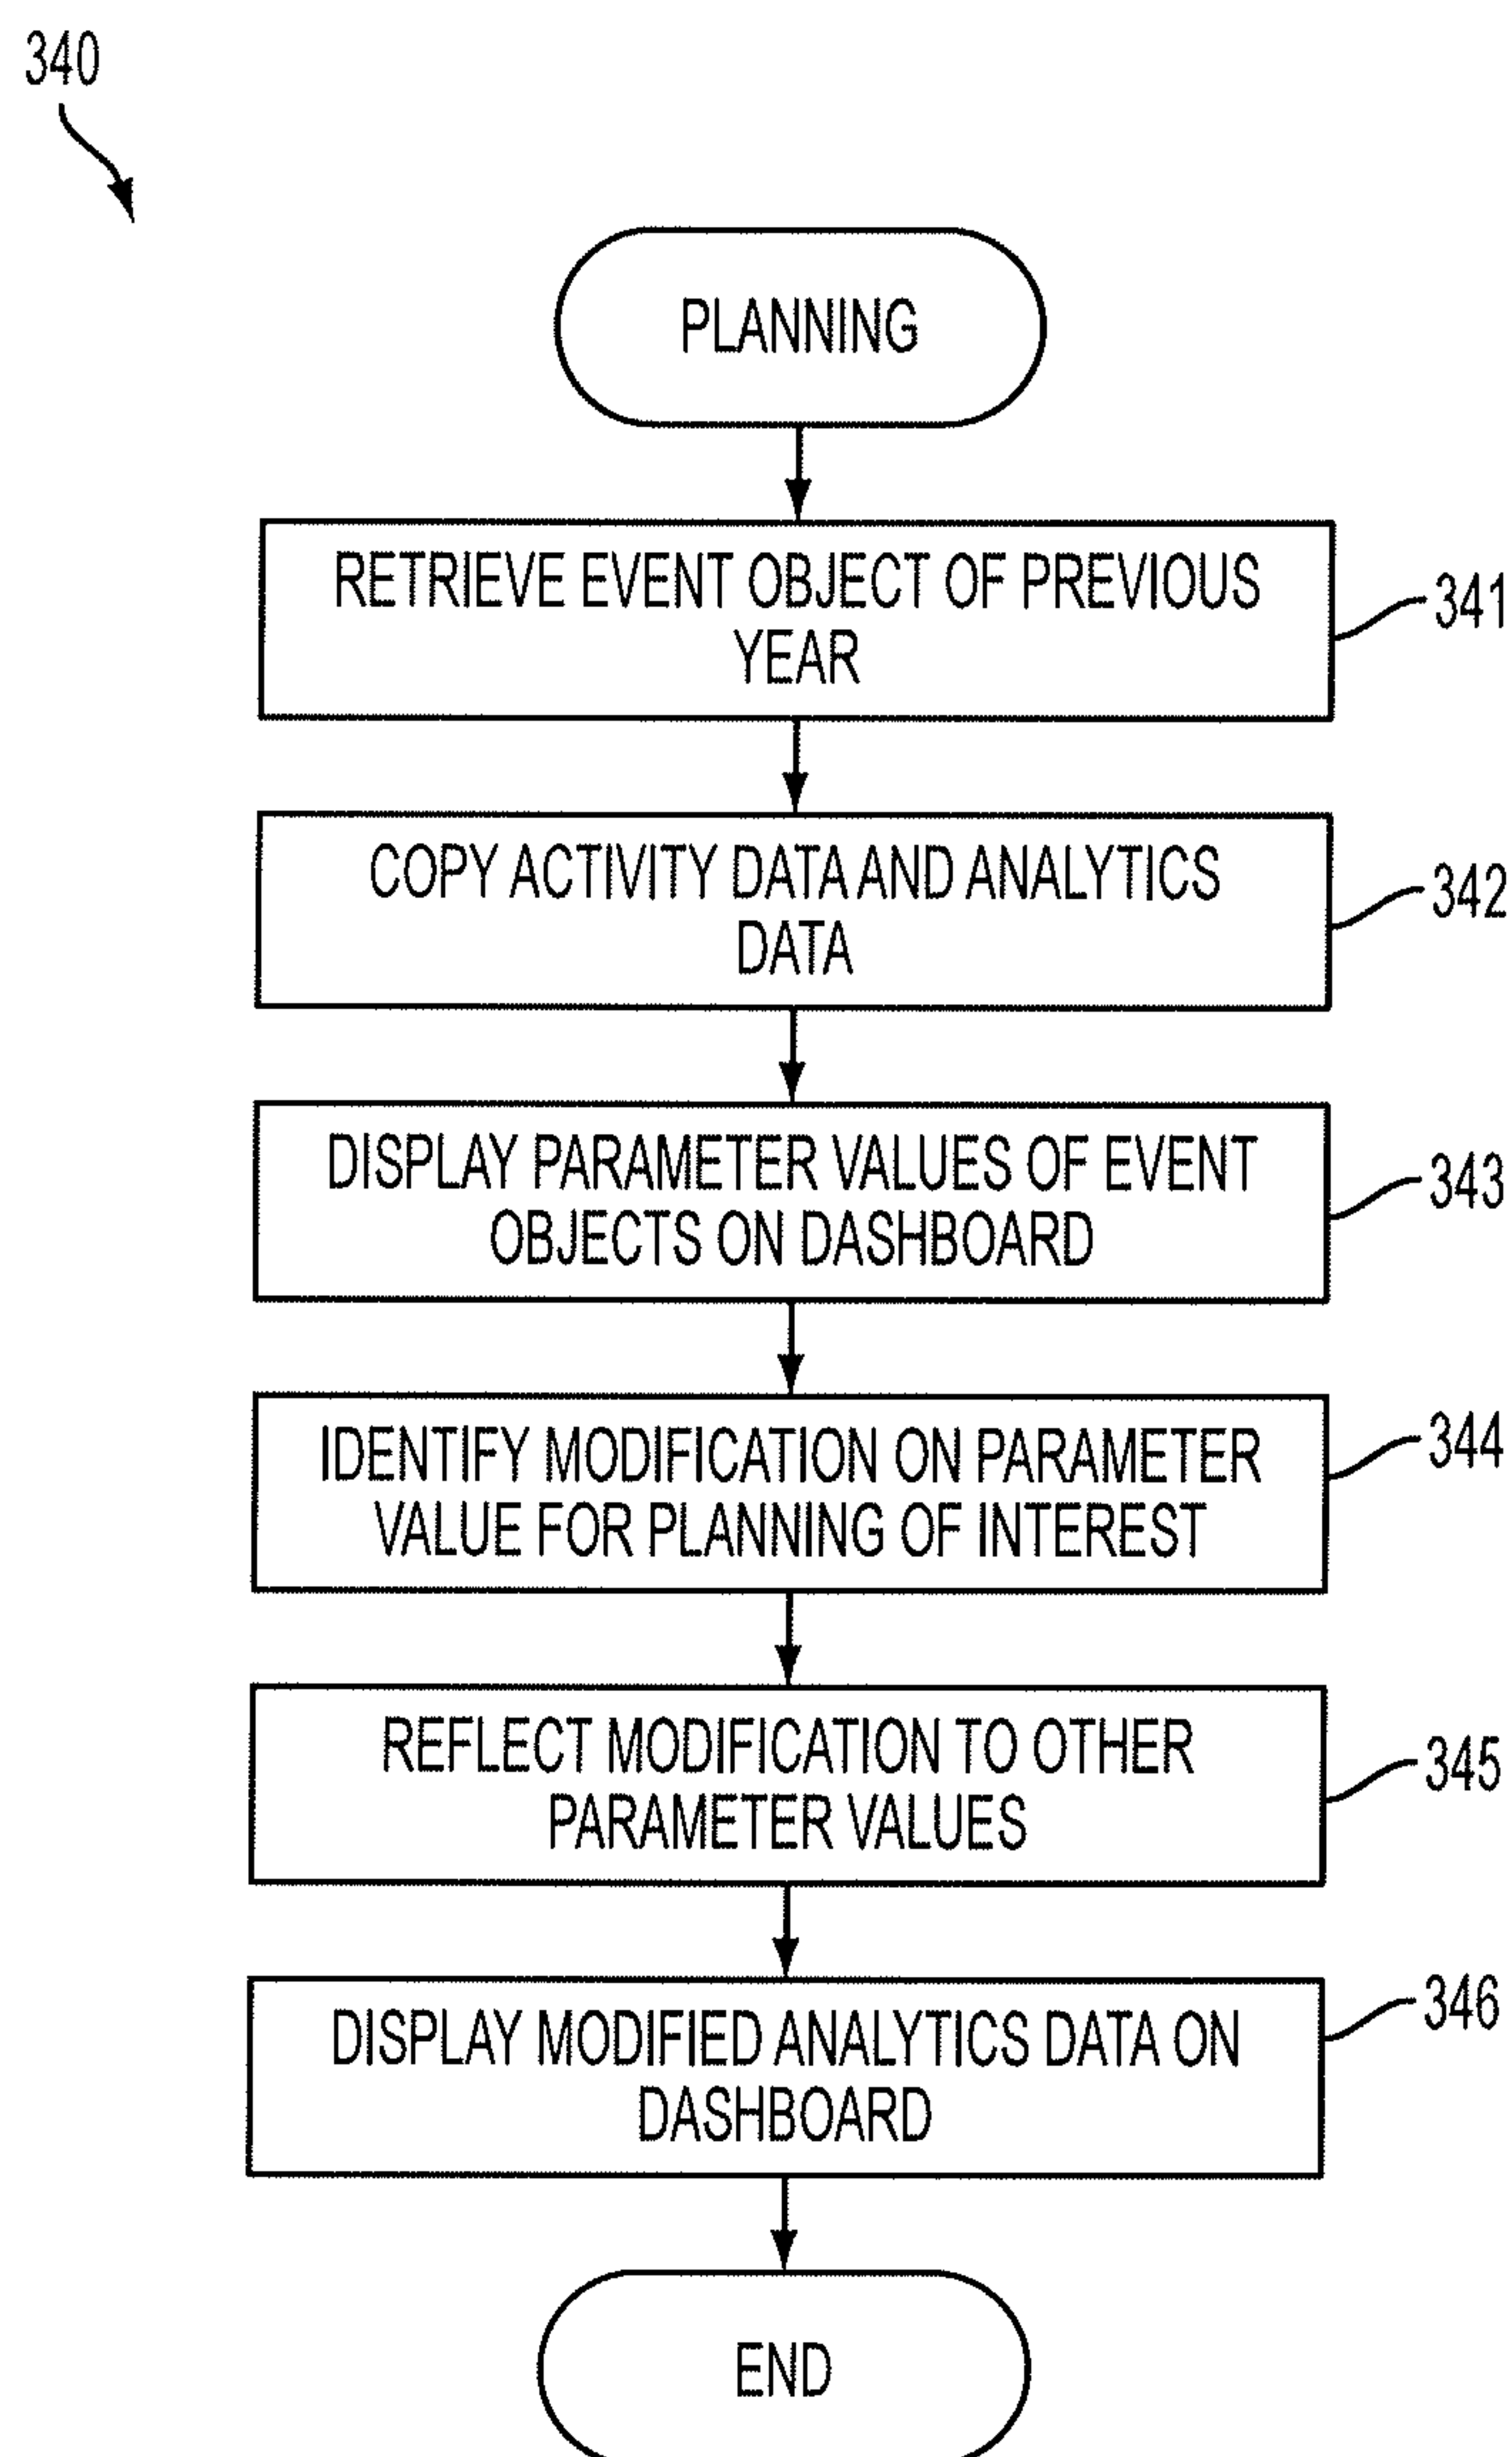 340
PLANNING
RETRIEVE EVENT OBJECT OF PREVIOUS
YEAR
341
COPY ACTIVITY DATA AND ANALYTICS
DATA
342
DISPLAY PARAMETER VALUES OF EVENT
OBJECTS ON DASHBOARD
343
IDENTIFY MODIFICATION ON PARAMETER
VALUE FOR PLANNING OF INTEREST
344
REFLECT MODIFICATION TO OTHER
PARAMETER VALUES
345
DISPLAY MODIFIED ANALYTICS DATA ON
DASHBOARD
346
END